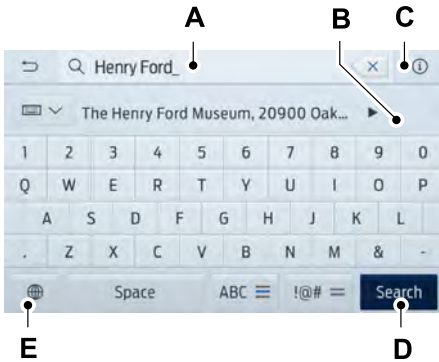 A
B
C
Henry Ford_
The Henry Ford Museum, 20900 Oak...
1 2 3 4 5 6 7 8 9 0
Q W E R T Y U I O P
A S D F G H J K L
. Z X C V B N M & -
Space ABC !@# Search
E
D